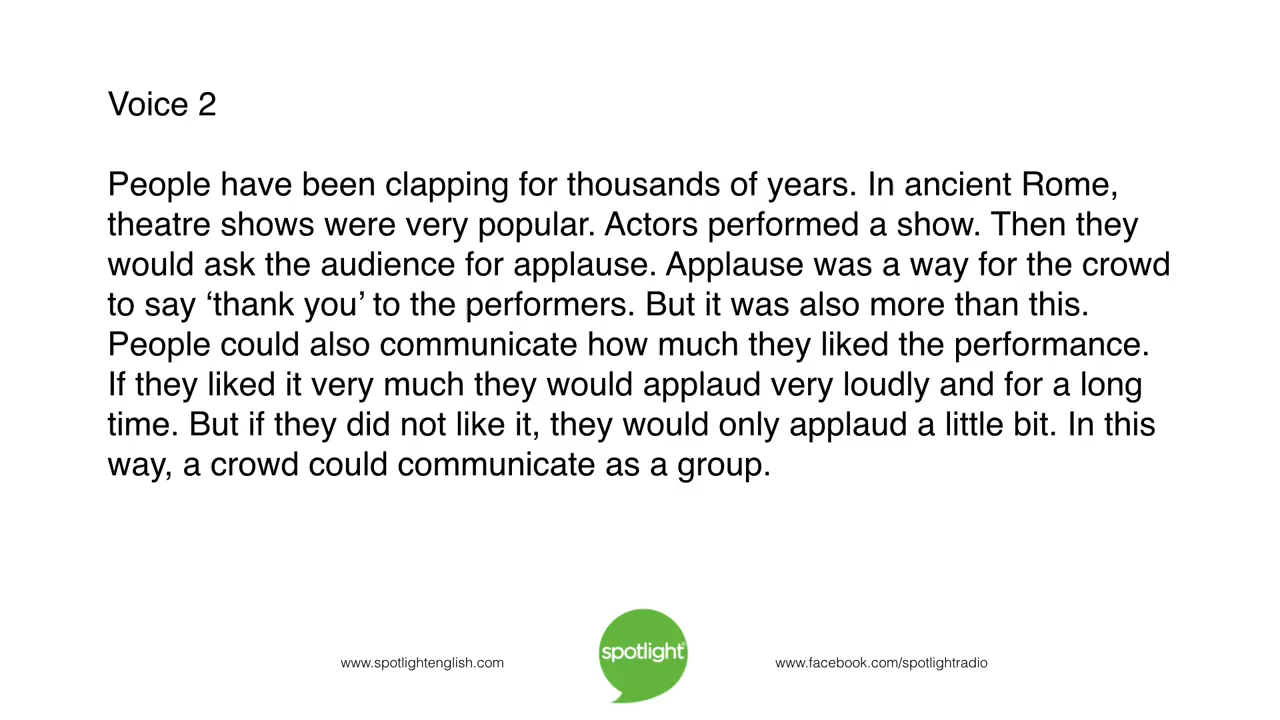 Voice 2
People have been clapping for thousands of years. In ancient Rome,
theatre shows were very popular. Actors performed a show. Then they
would ask the audience for applause. Applause was a way for the crowd
to say ‘thank you’ to the performers. But it was also more than this.
People could also communicate how much they liked the performance.
If they liked it very much they would applaud very loudly and for a long
time. But if they did not like it, they would only applaud a little bit. In this
way, a crowd could communicate as a group.
www.spotlightenglish.com
spotlight®
www.facebook.com/spotlightradio